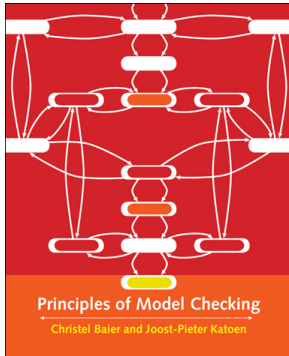 Principles of Model Checking
Christel Baier and Joost-Pieter Katoen